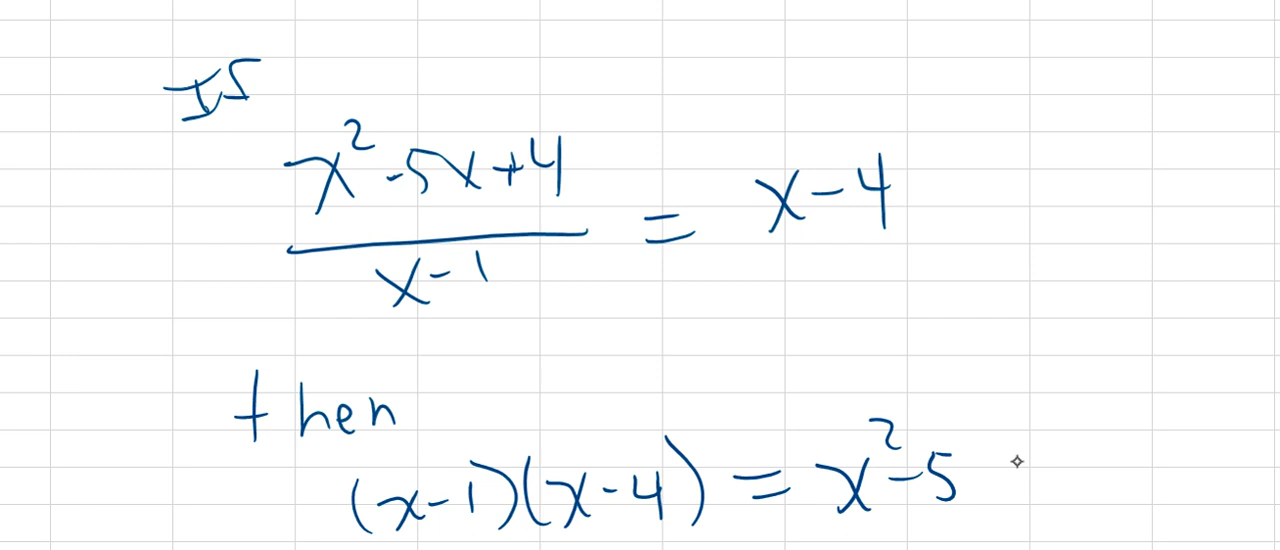 If
x² - 5x + 4
/ x - 1 = x - 4
then
(x - 1)(x - 4) = x² - 5